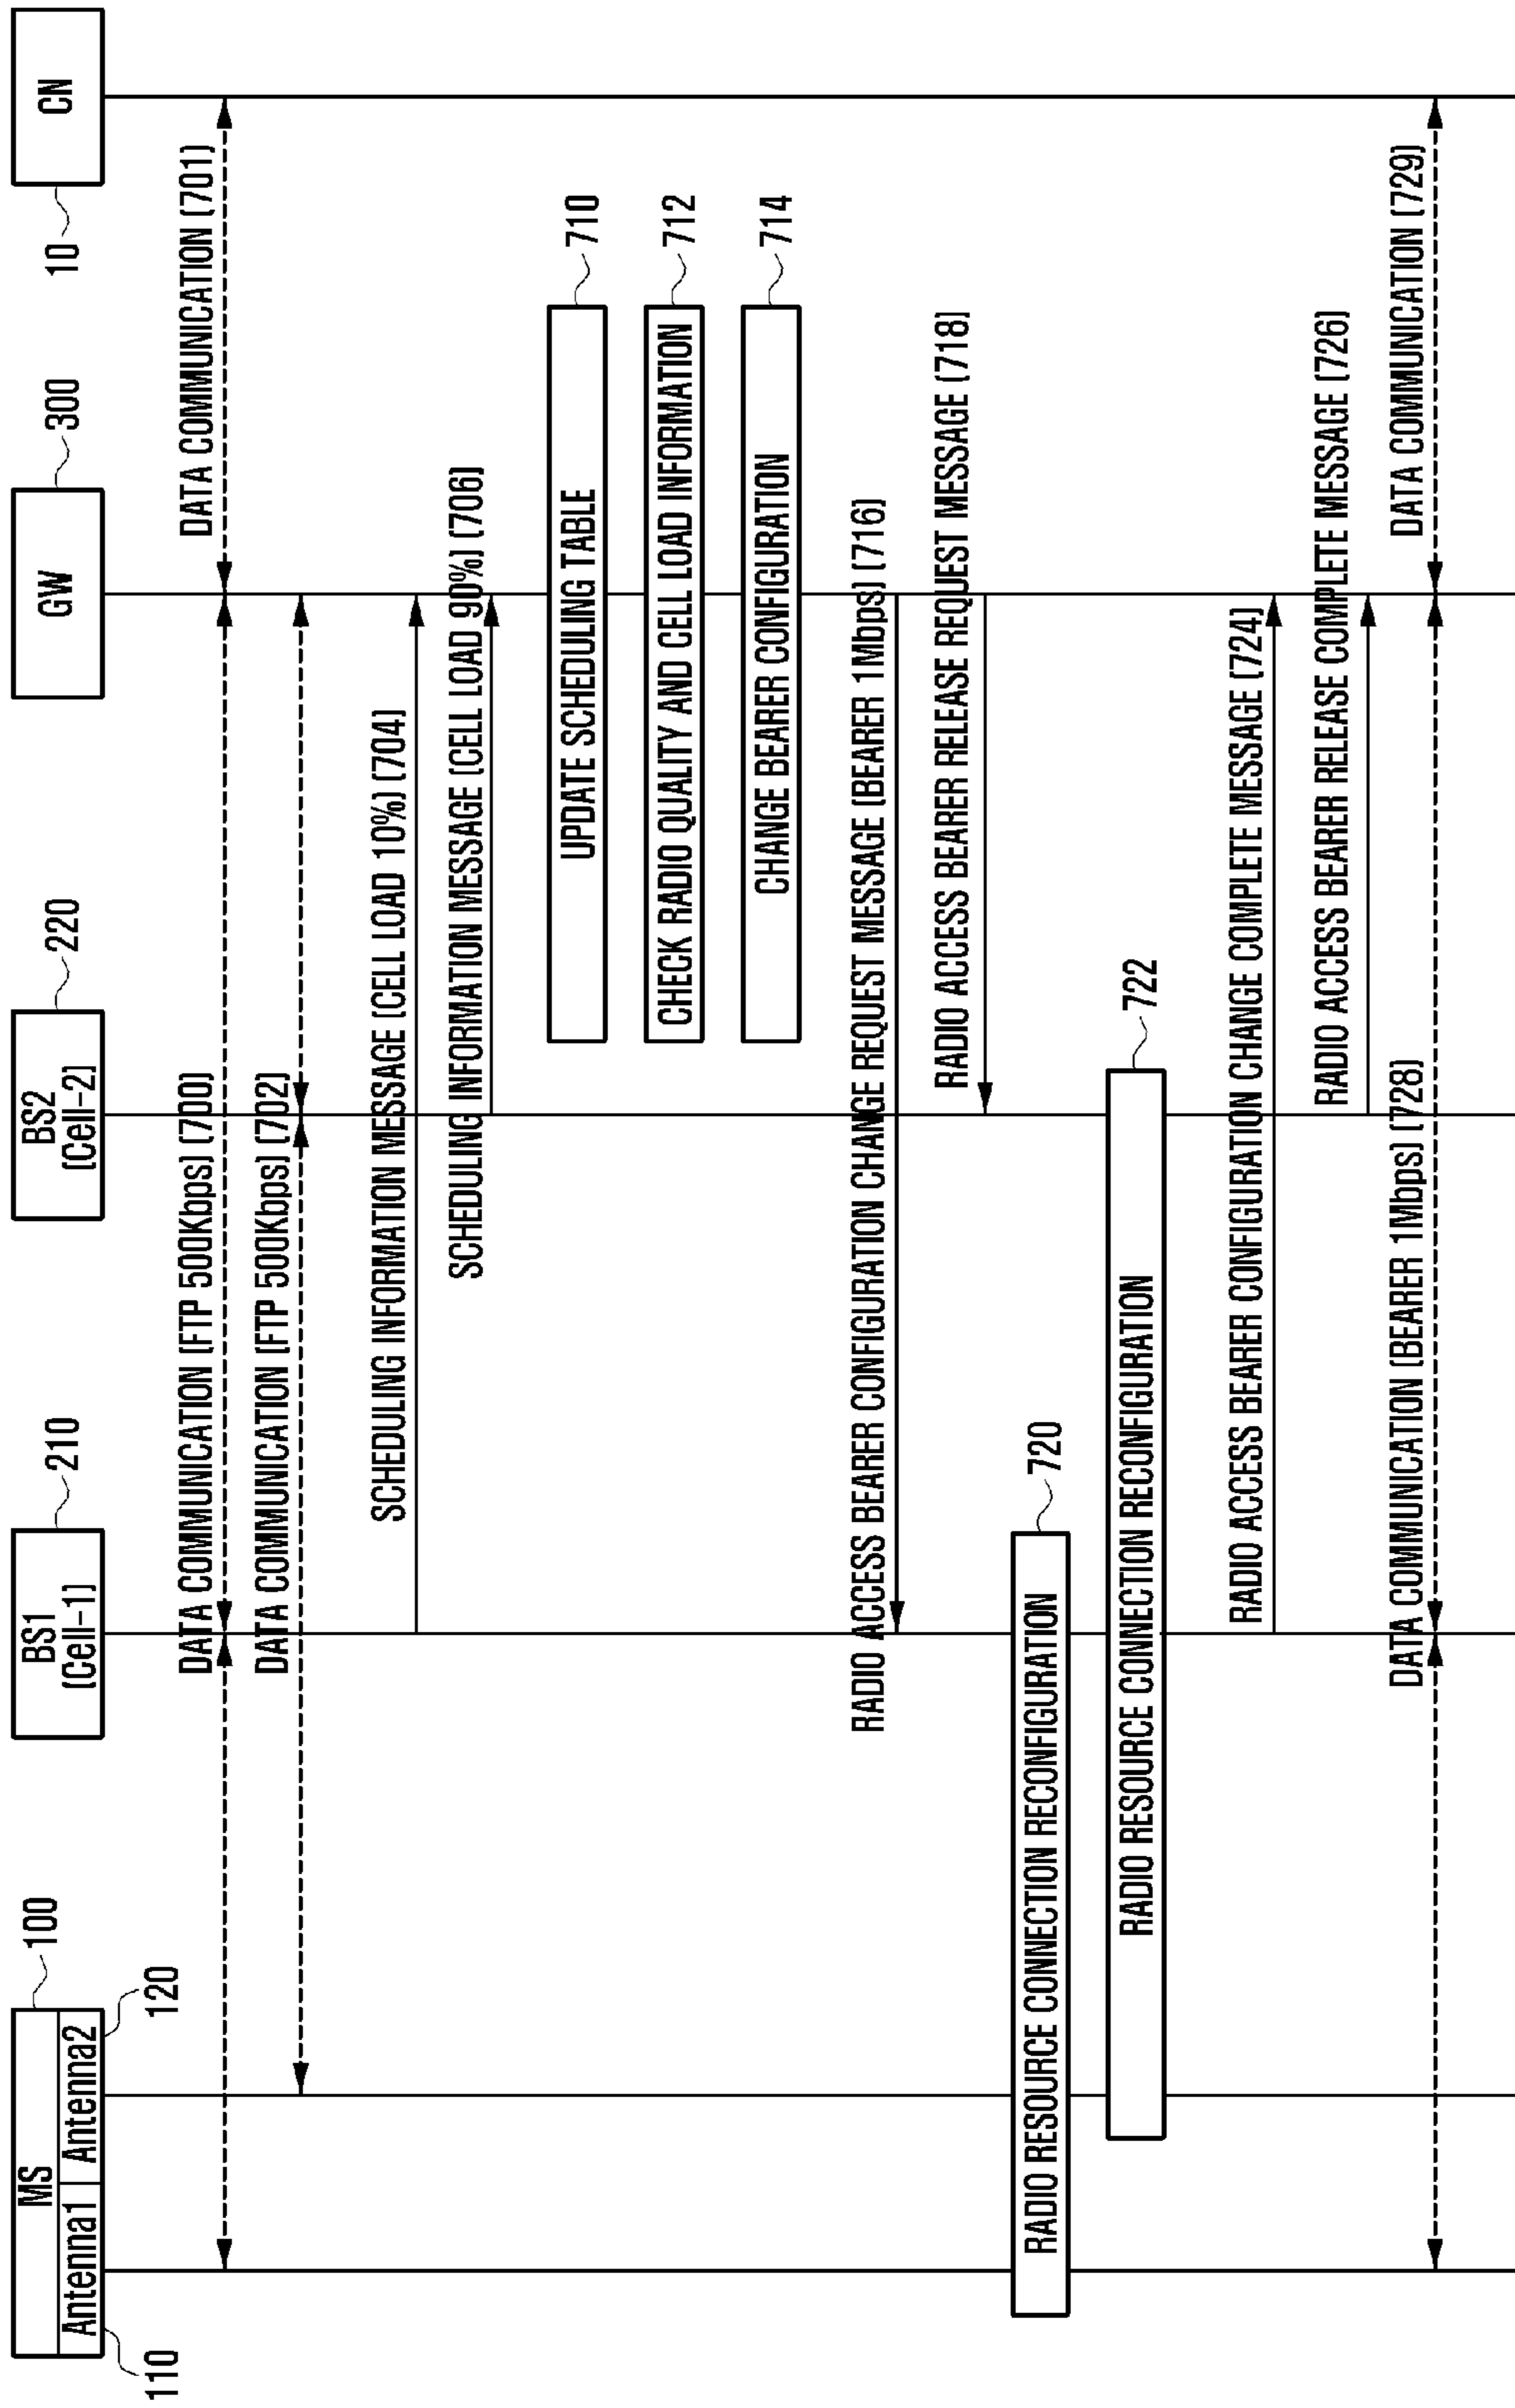 MS
100
Antenna1
Antenna2
110
120
BS1
(Cell-1)
210
BS2
(Cell-2)
220
GW
300
CN
10
DATA COMMUNICATION (FTP 500Kbps) (700)
DATA COMMUNICATION (701)
DATA COMMUNICATION (FTP 500Kbps) (702)
SCHEDULING INFORMATION MESSAGE (CELL LOAD 10%) (704)
SCHEDULING INFORMATION MESSAGE (CELL LOAD 90%) (706)
UPDATE SCHEDULING TABLE
710
CHECK RADIO QUALITY AND CELL LOAD INFORMATION
712
CHANGE BEARER CONFIGURATION
714
RADIO ACCESS BEARER CONFIGURATION CHANGE REQUEST MESSAGE (BEARER 1Mbps) (716)
RADIO ACCESS BEARER RELEASE REQUEST MESSAGE (718)
RADIO RESOURCE CONNECTION RECONFIGURATION
720
RADIO RESOURCE CONNECTION RECONFIGURATION
722
RADIO ACCESS BEARER CONFIGURATION CHANGE COMPLETE MESSAGE (724)
RADIO ACCESS BEARER RELEASE COMPLETE MESSAGE (726)
DATA COMMUNICATION (BEARER 1Mbps) (728)
DATA COMMUNICATION (729)